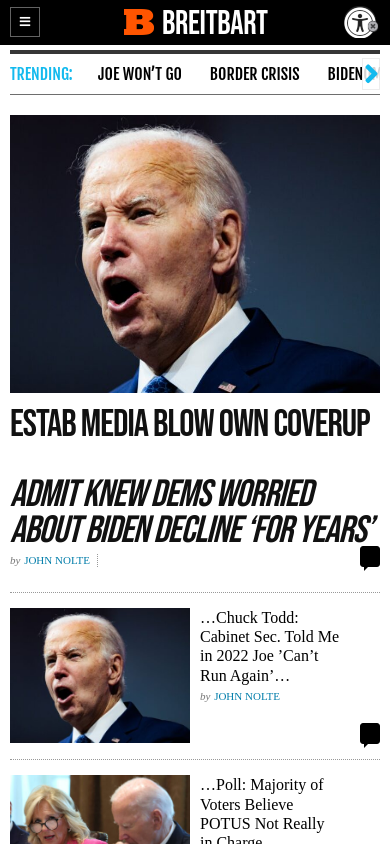 BREITBART
TRENDING: JOE WON'T GO BORDER CRISIS BIDEN
ESTAB MEDIA BLOW OWN COVERUP
ADMIT KNEW DEMS WORRIED
ABOUT BIDEN DECLINE ‘FOR YEARS’
by JOHN NOLTE
…Chuck Todd:
Cabinet Sec. Told Me
in 2022 Joe ’Can’t
Run Again’…
by JOHN NOLTE
…Poll: Majority of
Voters Believe
POTUS Not Really
in Charge